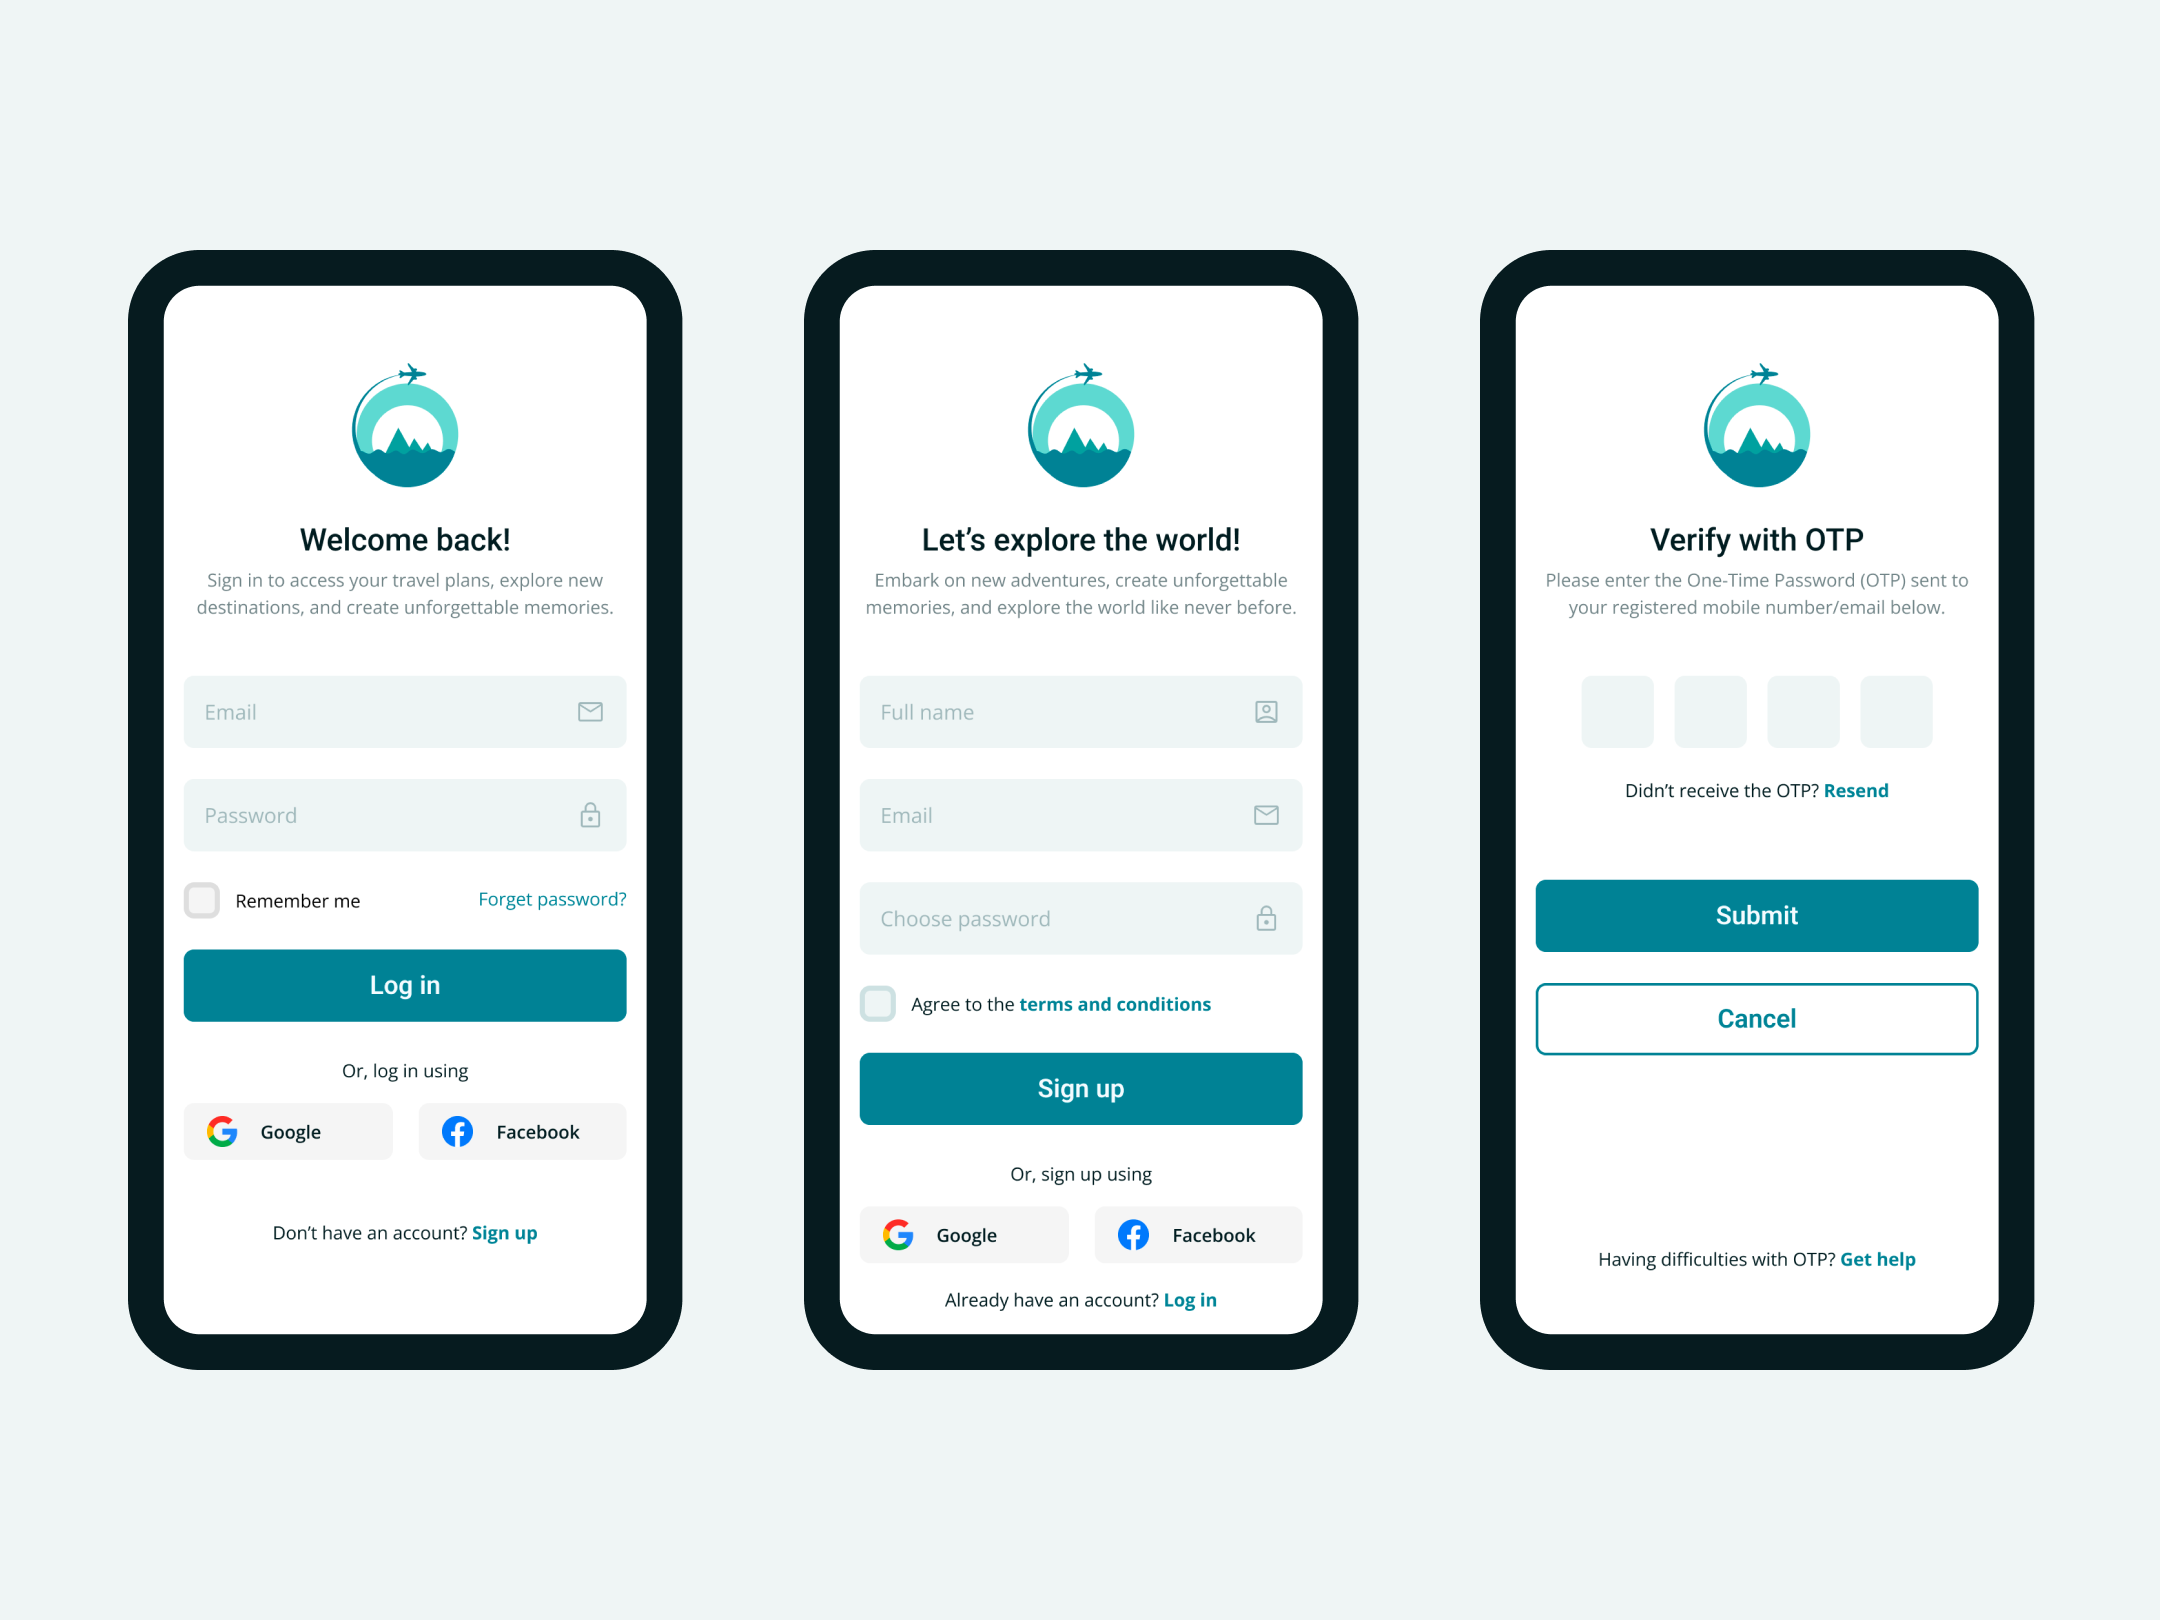 Welcome back!
Sign in to access your travel plans, explore new
destinations, and create unforgettable memories.
Email
Password
Remember me
Forget password?
Log in
Or, log in using
Google
Facebook
Don’t have an account? Sign up
Let’s explore the world!
Embark on new adventures, create unforgettable
memories, and explore the world like never before.
Full name
Email
Choose password
Agree to the terms and conditions
Sign up
Or, sign up using
Google
Facebook
Already have an account? Log in
Verify with OTP
Please enter the One-Time Password (OTP) sent to
your registered mobile number/email below.
Didn’t receive the OTP? Resend
Submit
Cancel
Having difficulties with OTP? Get help